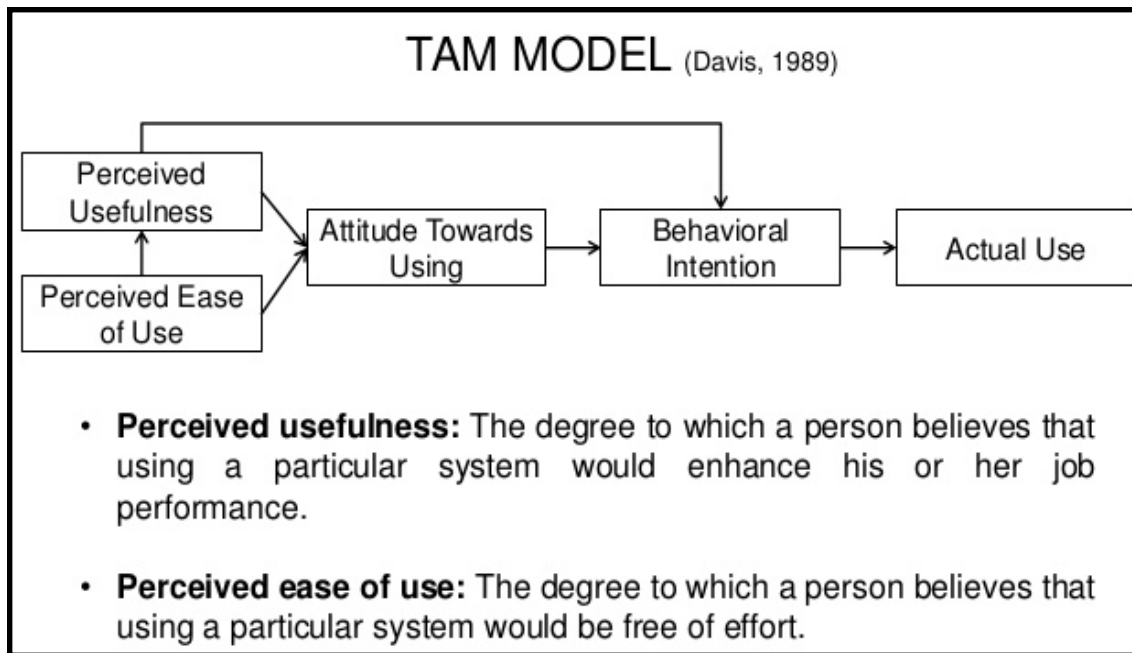 TAM MODEL (Davis, 1989)
Perceived
Usefulness
Perceived Ease
of Use
Attitude Towards
Using
Behavioral
Intention
Actual Use
• Perceived usefulness: The degree to which a person believes that
using a particular system would enhance his or her job
performance.
• Perceived ease of use: The degree to which a person believes that
using a particular system would be free of effort.